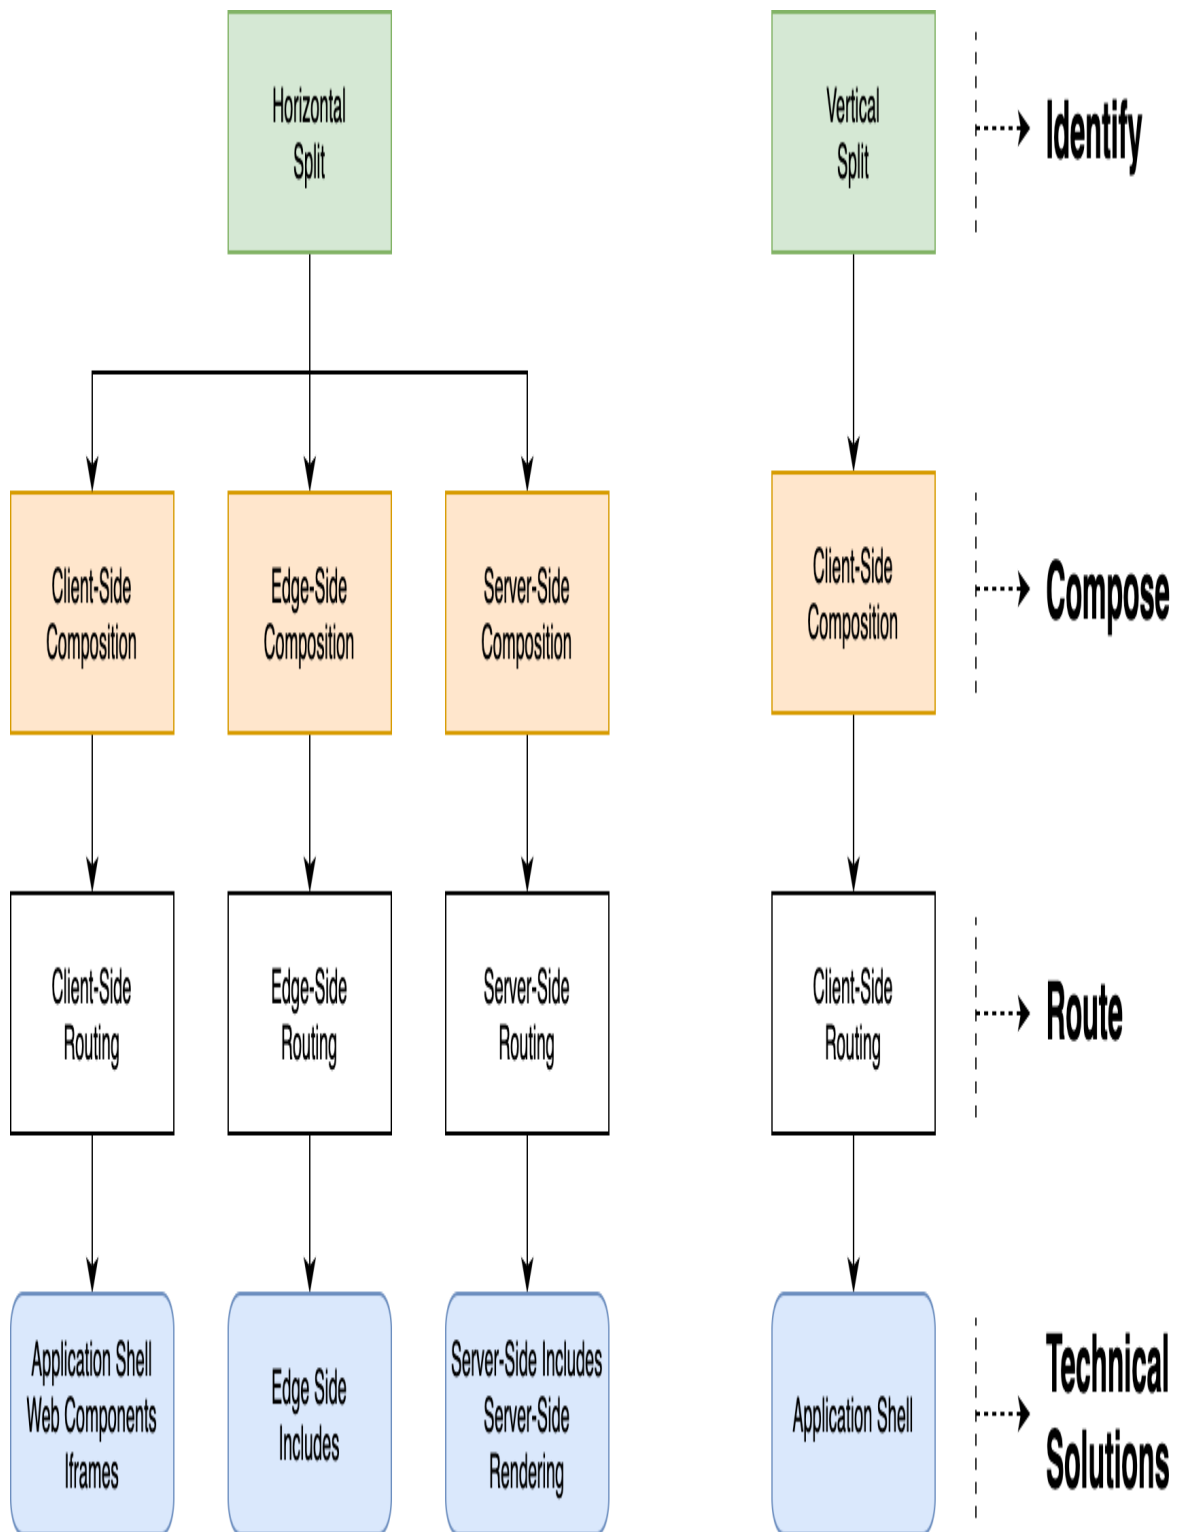 Horizontal
Split
Vertical
Split
Identify
Client-Side
Composition
Edge-Side
Composition
Server-Side
Composition
Client-Side
Composition
Compose
Client-Side
Routing
Edge-Side
Routing
Server-Side
Routing
Client-Side
Routing
Route
Application Shell
Web Components
Iframes
Edge Side
Includes
Server-Side Includes
Server-Side
Rendering
Application Shell
Technical
Solutions